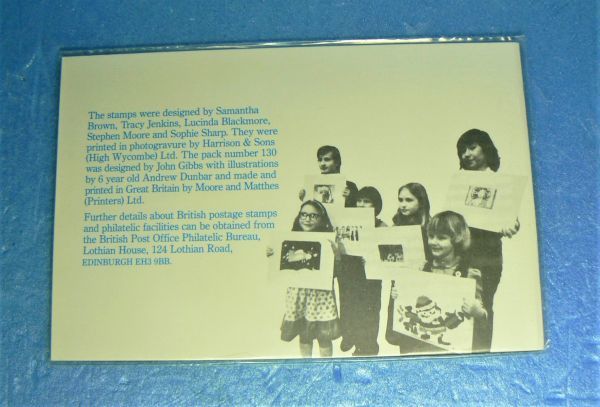 The stamps were designed by Samantha
Brown, Tracy Jenkins, Lucinda Blackmore,
Stephen Moore and Sophie Sharp. They were
printed in photogravure by Harrison & Sons
(High Wycombe) Ltd. The pack number 130
was designed by John Gibbs with illustrations
by 6 year old Andrew Dunbar and made and
printed in Great Britain by Moore and Matthes
(Printers) Ltd.
Further details about British postage stamps
and philatelic facilities can be obtained from
the British Post Office Philatelic Bureau,
Lothian House, 124 Lothian Road,
EDINBURGH EH3 9BB.